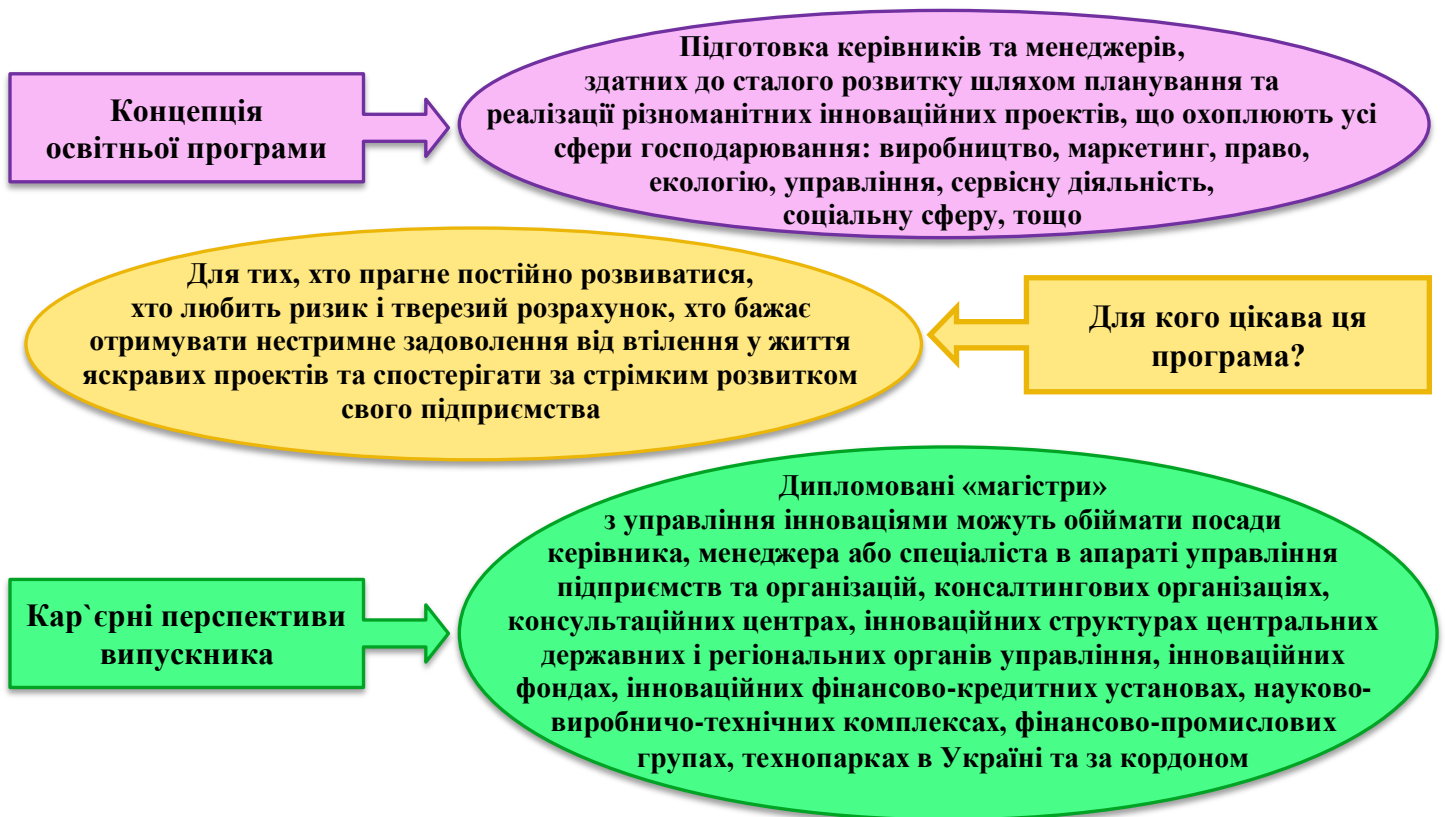 Концепція
освітньої програми
Підготовка керівників та менеджерів,
здатних до сталого розвитку шляхом планування та
реалізації різноманітних інноваційних проектів, що охоплюють усі
сфери господарювання: виробництво, маркетинг, право,
екологію, управління, сервісну діяльність,
соціальну сферу, тощо
Для тих, хто прагне постійно розвиватися,
хто любить ризик і тверезий розрахунок, хто бажає
отримувати нестримне задоволення від втілення у життя
яскравих проектів та спостерігати за стрімким розвитком
свого підприємства
Для кого цікава ця
програма?
Кар`єрні перспективи
випускника
Дипломовані «магістри»
з управління інноваціями можуть обіймати посади
керівника, менеджера або спеціаліста в апараті управління
підприємств та організацій, консалтингових організаціях,
консультаційних центрах, інноваційних структурах центральних
державних і регіональних органів управління, інноваційних
фондах, інноваційних фінансово-кредитних установах, науково-
виробничо-технічних комплексах, фінансово-промислових
групах, технопарках в Україні та за кордоном